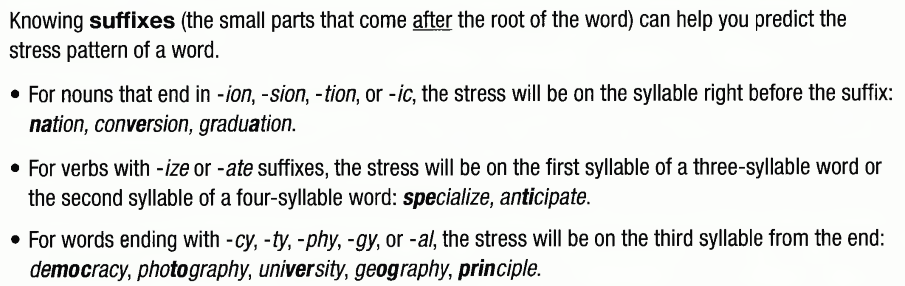 Knowing suffixes (the small parts that come after the root of the word) can help you predict the
stress pattern of a word.
• For nouns that end in -ion, -sion, -tion, or -ic, the stress will be on the syllable right before the suffix:
nation, conversion, graduation.
• For verbs with -ize or -ate suffixes, the stress will be on the first syllable of a three-syllable word or
the second syllable of a four-syllable word: specialize, anticipate.
• For words ending with -cy, -ty, -phy, -gy, or -al, the stress will be on the third syllable from the end:
democracy, photography, university, geography, principle.